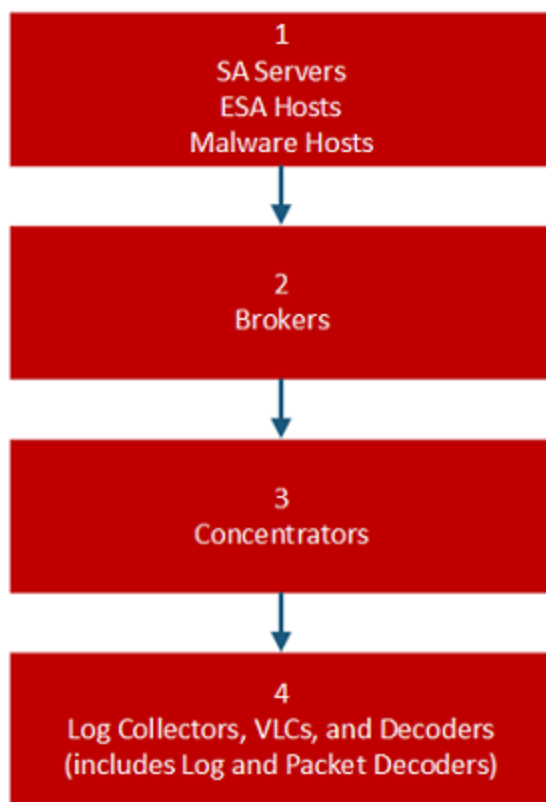 1
SA Servers
ESA Hosts
Malware Hosts
2
Brokers
3
Concentrators
4
Log Collectors, VLCs, and Decoders
(includes Log and Packet Decoders)